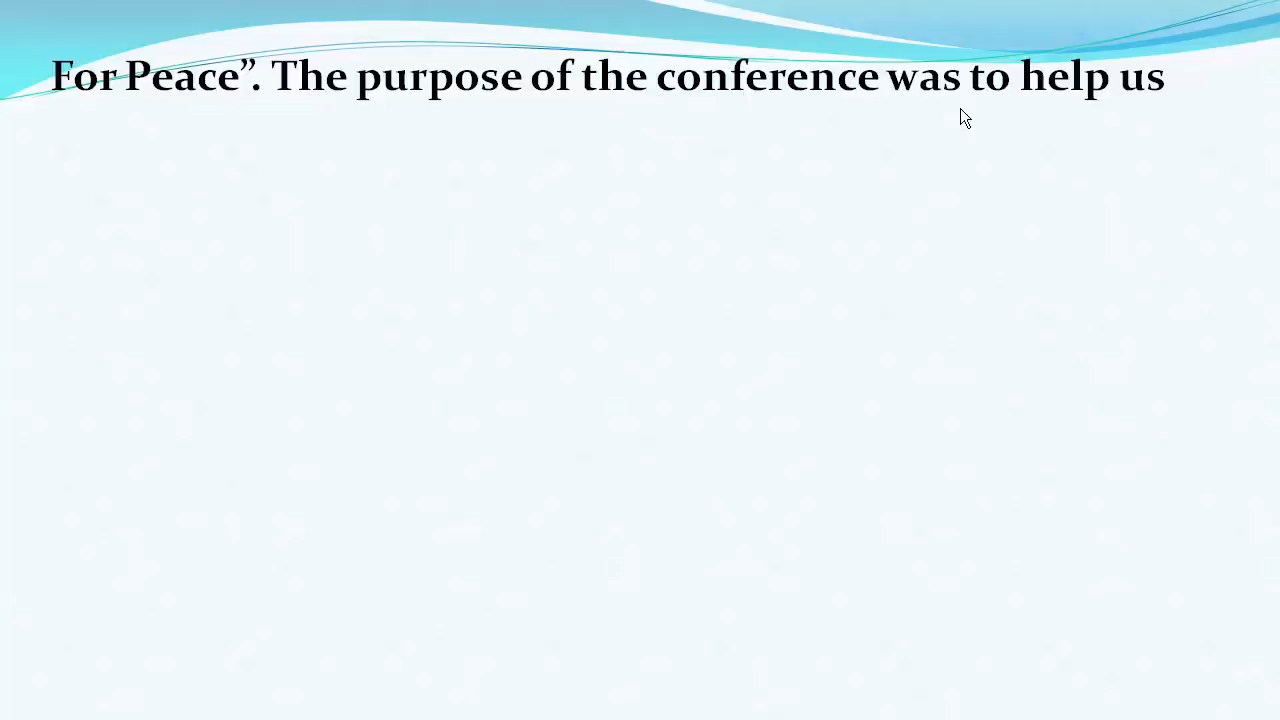 For Peace”. The purpose of the conference was to help us